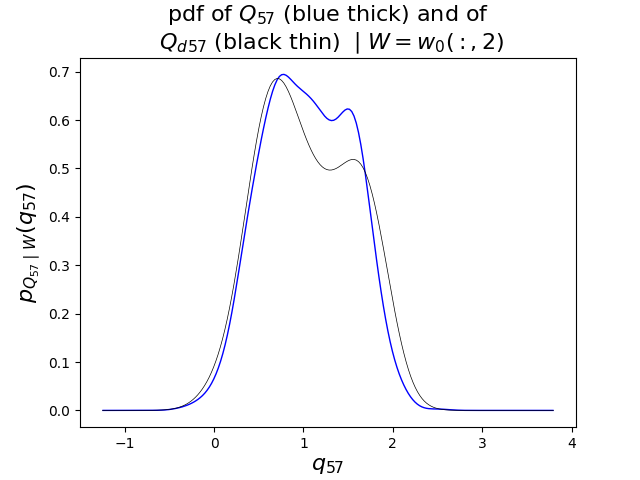 pdf of Q57 (blue thick) and of
Qd57 (black thin) | W = w0(:, 2)
0.7
0.6
0.5
0.4
0.3
0.2
0.1
0.0
pQ57 | W(q57)
−1 0 1 2 3 4
q57